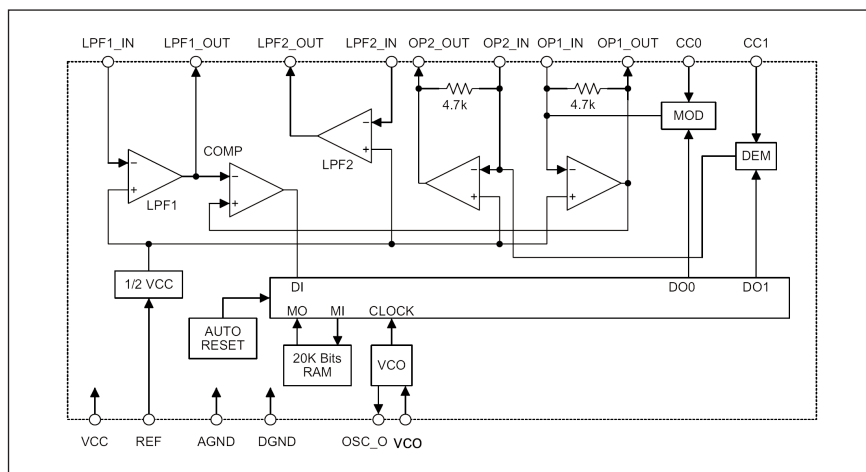 LPF1_IN LPF1_OUT LPF2_OUT LPF2_IN OP2_OUT OP2_IN OP1_IN OP1_OUT CC0 CC1
4.7k 4.7k
MOD
COMP
DEM
LPF2
LPF1
− + − + − + − + − +
1/2 VCC
DI DO0 DO1
MO MI CLOCK
AUTO
RESET
20K Bits
RAM
VCO
VCC REF AGND DGND OSC_O VCO